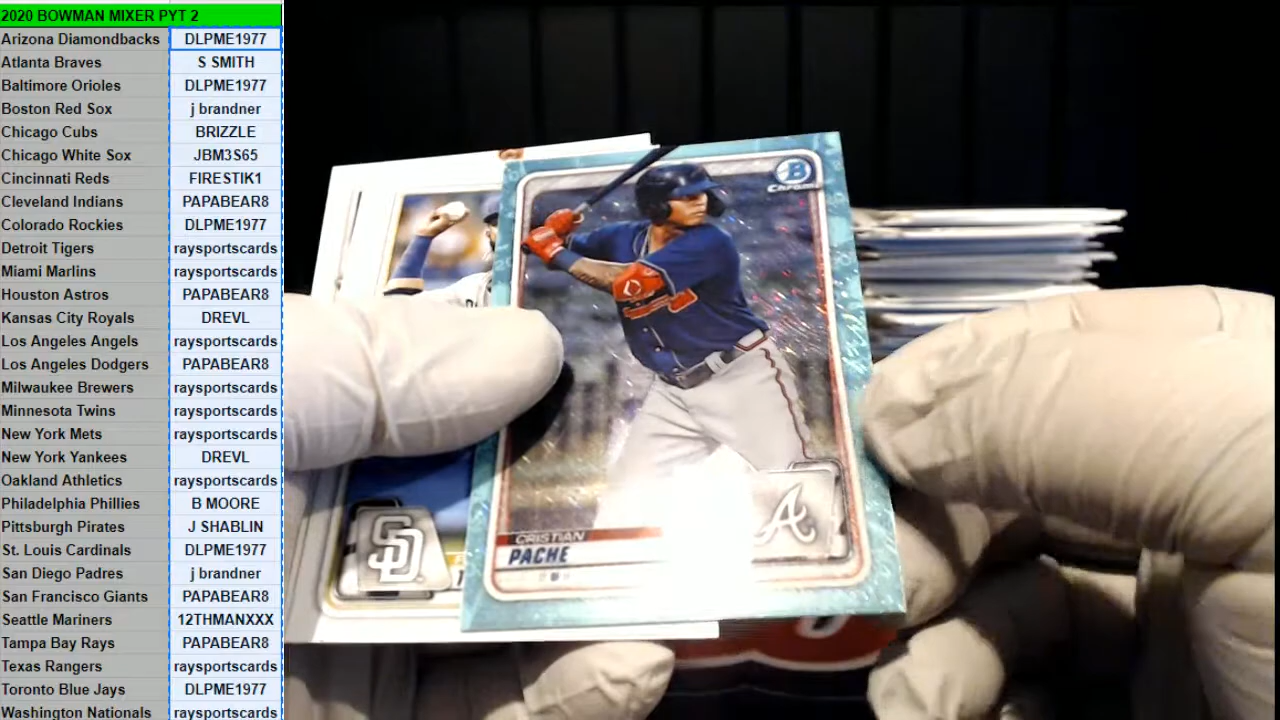 2020 BOWMAN MIXER PYT 2
Arizona Diamondbacks DLPME1977
Atlanta Braves S SMITH
Baltimore Orioles DLPME1977
Boston Red Sox j brandner
Chicago Cubs BRIZZLE
Chicago White Sox JBM3S65
Cincinnati Reds FIRESTIK1
Cleveland Indians PAPABEAR8
Colorado Rockies DLPME1977
Detroit Tigers raysportscards
Miami Marlins raysportscards
Houston Astros PAPABEAR8
Kansas City Royals DREVL
Los Angeles Angels raysportscards
Los Angeles Dodgers PAPABEAR8
Milwaukee Brewers raysportscards
Minnesota Twins raysportscards
New York Mets raysportscards
New York Yankees DREVL
Oakland Athletics raysportscards
Philadelphia Phillies B MOORE
Pittsburgh Pirates J SHABLIN
St. Louis Cardinals DLPME1977
San Diego Padres j brandner
San Francisco Giants PAPABEAR8
Seattle Mariners 12THMANXXX
Tampa Bay Rays PAPABEAR8
Texas Rangers raysportscards
Toronto Blue Jays DLPME1977
Washington Nationals raysportscards
B
Chrome
A
SD
CRISTIAN
PACHE